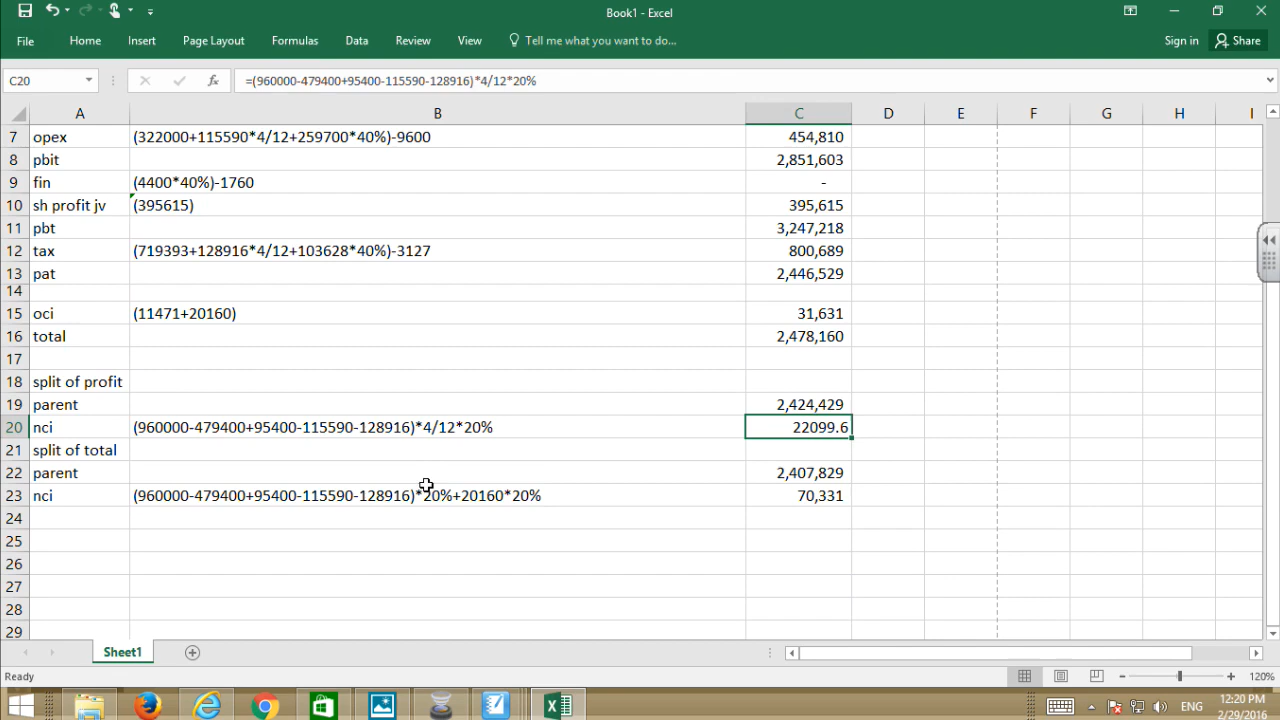 Book1 - Excel
File Home Insert Page Layout Formulas Data Review View Tell me what you want to do... Sign in Share
C20 fx =(960000-479400+95400-115590-128916)*4/12*20%
A B C D E F G H I
7 opex (322000+115590*4/12+259700*40%)-9600 454,810
8 pbit 2,851,603
9 fin (4400*40%)-1760 -
10 sh profit jv (395615) 395,615
11 pbt 3,247,218
12 tax (719393+128916*4/12+103628*40%)-3127 800,689
13 pat 2,446,529
14
15 oci (11471+20160) 31,631
16 total 2,478,160
17
18 split of profit
19 parent 2,424,429
20 nci (960000-479400+95400-115590-128916)*4/12*20% 22099.6
21 split of total
22 parent 2,407,829
23 nci (960000-479400+95400-115590-128916)*20%+20160*20% 70,331
24
25
26
27
28
29
Sheet1
Ready 120%
ENG 12:20 PM
2/29/2016